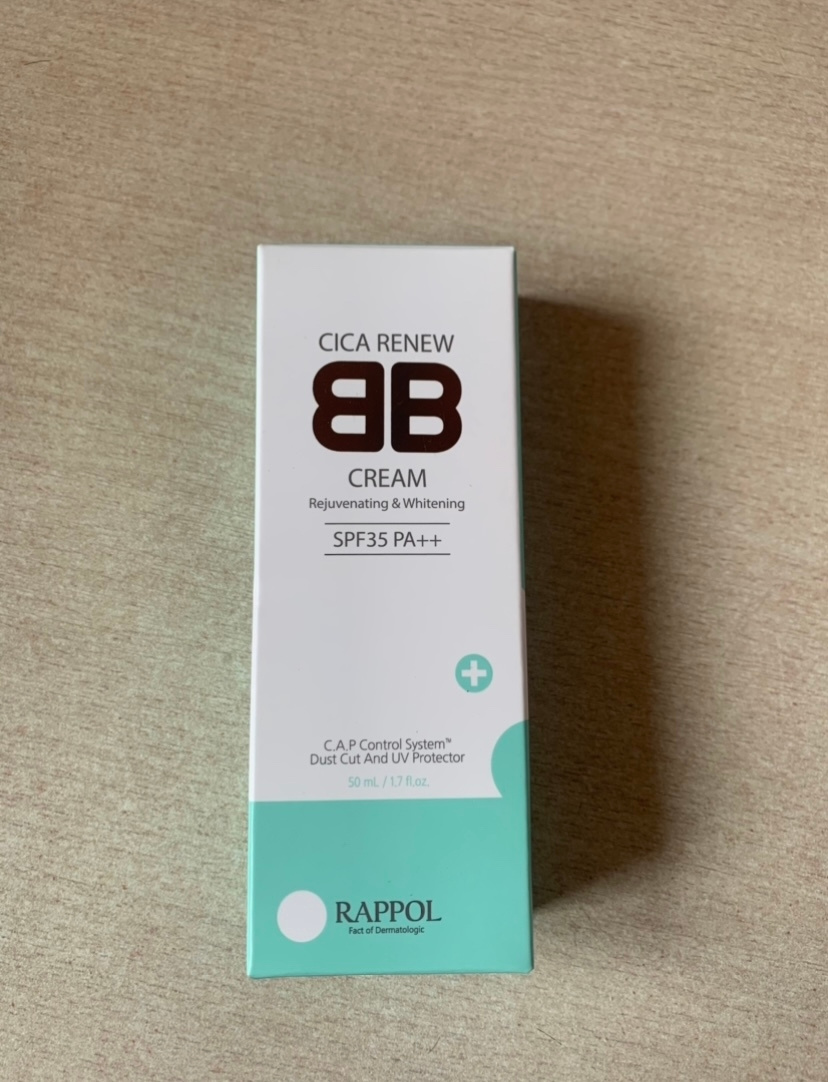 CICA RENEW
BB
CREAM
Rejuvenating & Whitening
SPF35 PA++
C.A.P Control System™
Dust Cut And UV Protector
50 mL / 1.7 fl.oz.
RAPPOL
Fact of Dermatologic